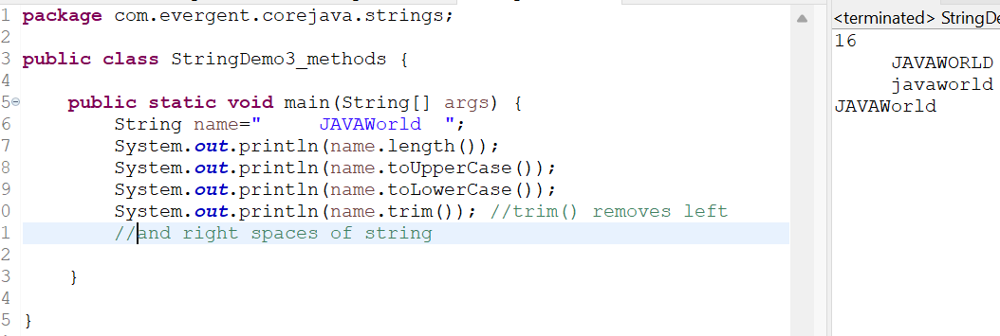 1 package com.evergent.corejava.strings;
2
3 public class StringDemo3_methods {
4
5     public static void main(String[] args) {
6         String name="     JAVAWorld  ";
7         System.out.println(name.length());
8         System.out.println(name.toUpperCase());
9         System.out.println(name.toLowerCase());
0         System.out.println(name.trim()); //trim() removes left
1         //and right spaces of string
2
3     }
4
5 }
<terminated> StringDe
16
     JAVAWORLD
     javaworld
JAVAWorld